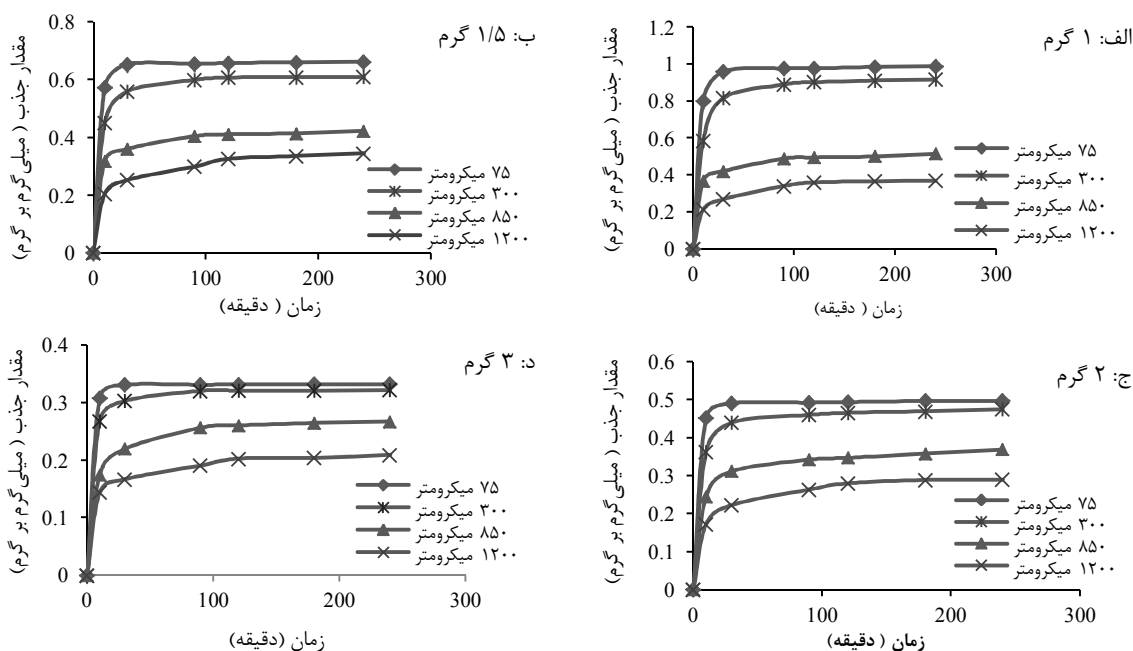 الف: ۱ گرم
مقدار جذب ( میلی گرم بر گرم)
1.2
1
0.8
0.6
0.4
0.2
0
0
100
200
300
زمان ( دقیقه)
۷۵ میکرومتر
۳۰۰ میکرومتر
۸۵۰ میکرومتر
۱۲۰۰ میکرومتر
ب: ۱/۵ گرم
مقدار جذب ( میلی گرم بر گرم)
0.8
0.6
0.4
0.2
0
0
100
200
300
زمان ( دقیقه)
۷۵ میکرومتر
۳۰۰ میکرومتر
۸۵۰ میکرومتر
۱۲۰۰ میکرومتر
ج: ۲ گرم
مقدار جذب ( میلی گرم بر گرم)
0.6
0.5
0.4
0.3
0.2
0.1
0
0
100
200
300
زمان ( دقیقه)
۷۵ میکرومتر
۳۰۰ میکرومتر
۸۵۰ میکرومتر
۱۲۰۰ میکرومتر
د: ۳ گرم
مقدار جذب ( میلی گرم بر گرم)
0.4
0.3
0.2
0.1
0
0
100
200
300
زمان (دقیقه)
۷۵ میکرومتر
۳۰۰ میکرومتر
۸۵۰ میکرومتر
۱۲۰۰ میکرومتر